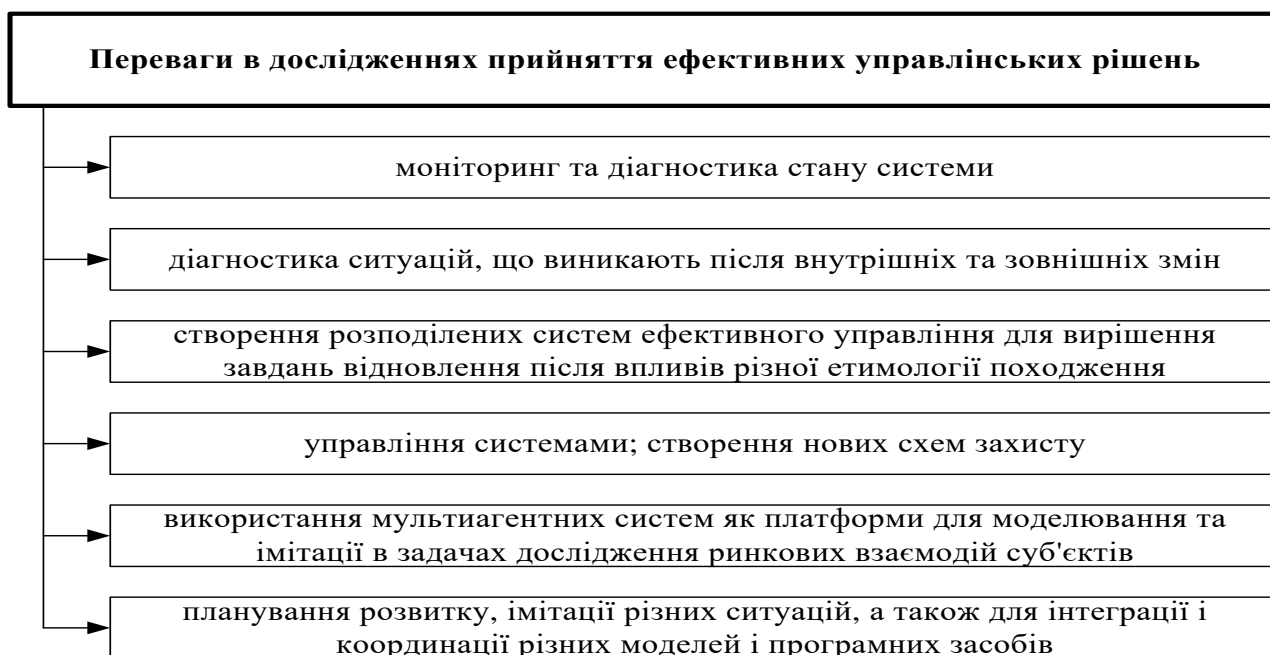 Переваги в дослідженнях прийняття ефективних управлінських рішень
моніторинг та діагностика стану системи
діагностика ситуацій, що виникають після внутрішніх та зовнішніх змін
створення розподілених систем ефективного управління для вирішення
завдань відновлення після впливів різної етимології походження
управління системами; створення нових схем захисту
використання мультиагентних систем як платформи для моделювання та
імітації в задачах дослідження ринкових взаємодій суб'єктів
планування розвитку, імітації різних ситуацій, а також для інтеграції і
координації різних моделей і програмних засобів